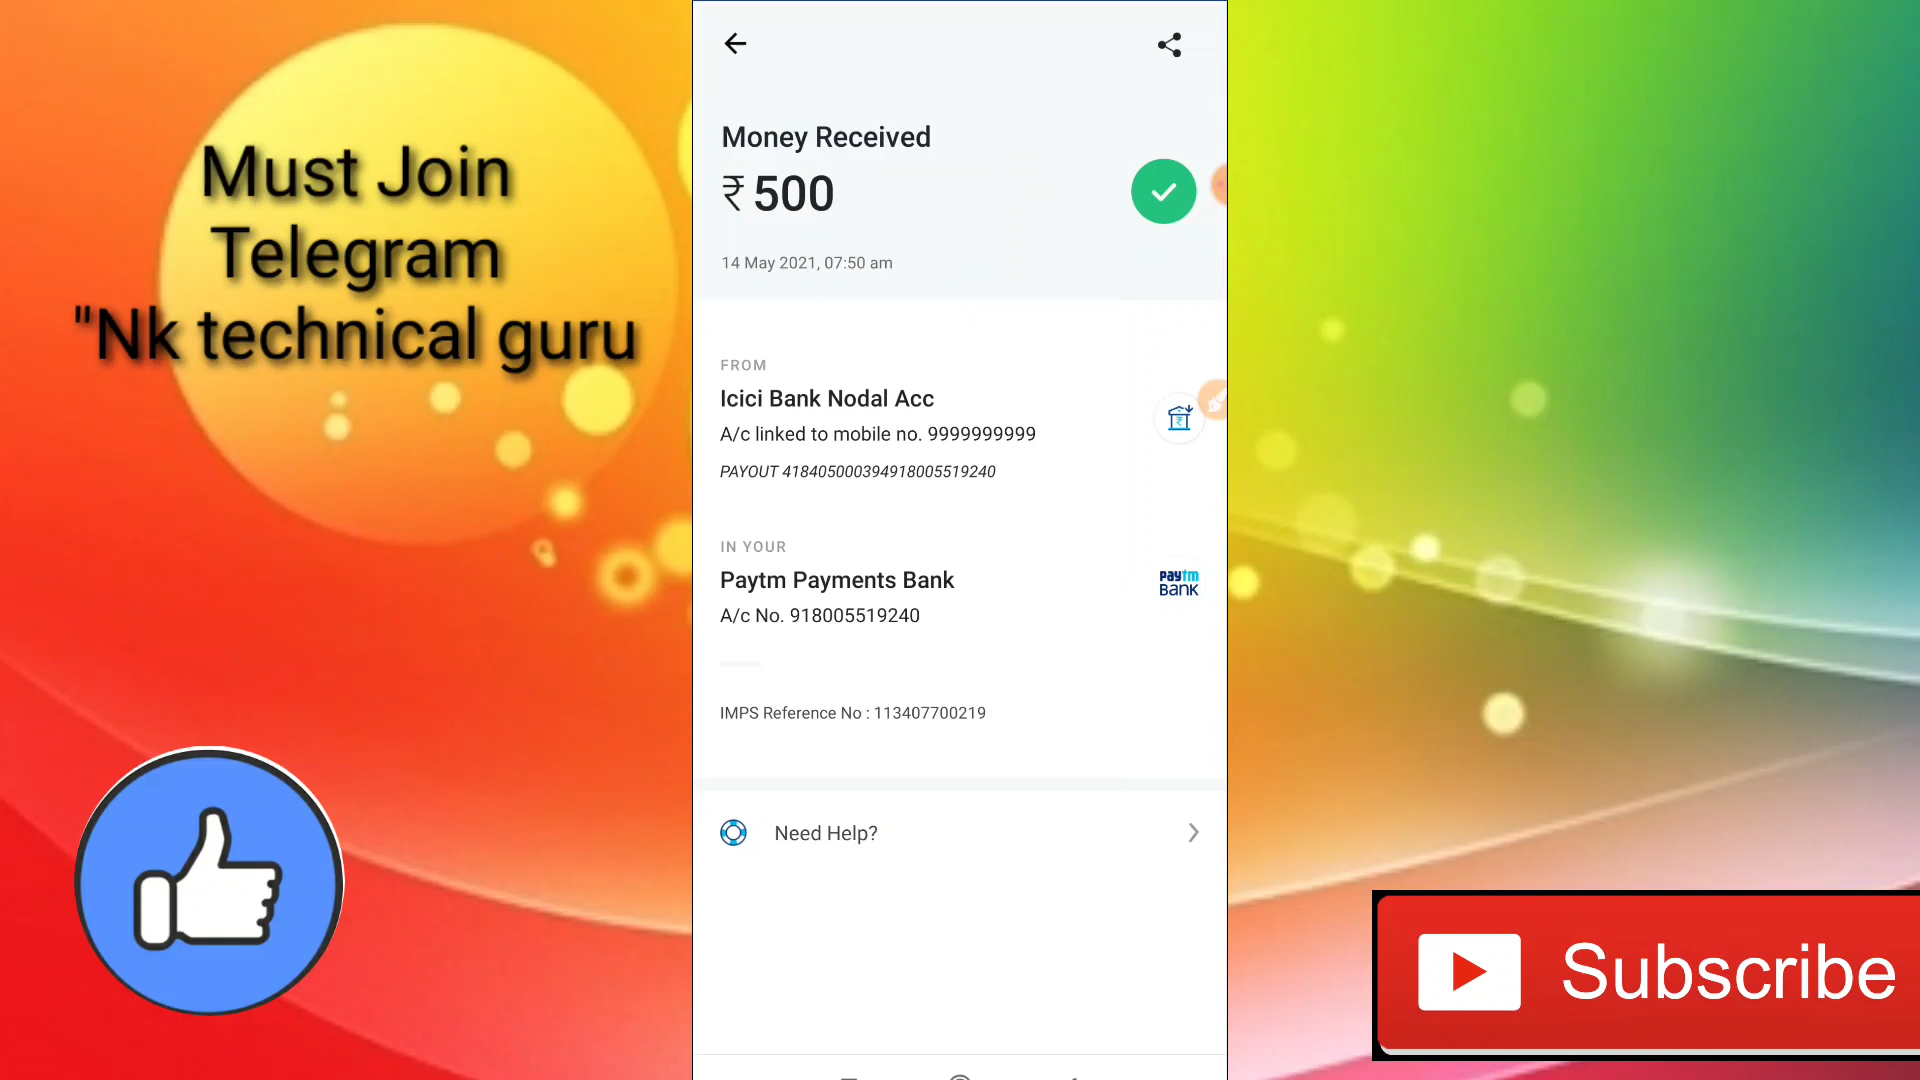 Must Join
Telegram
"Nk technical guru
Money Received
₹ 500
14 May 2021, 07:50 am
FROM
Icici Bank Nodal Acc
A/c linked to mobile no. 9999999999
PAYOUT 418405000394918005519240
IN YOUR
Paytm Payments Bank
paytm
BANK
A/c No. 918005519240
IMPS Reference No : 113407700219
Need Help?
Subscribe